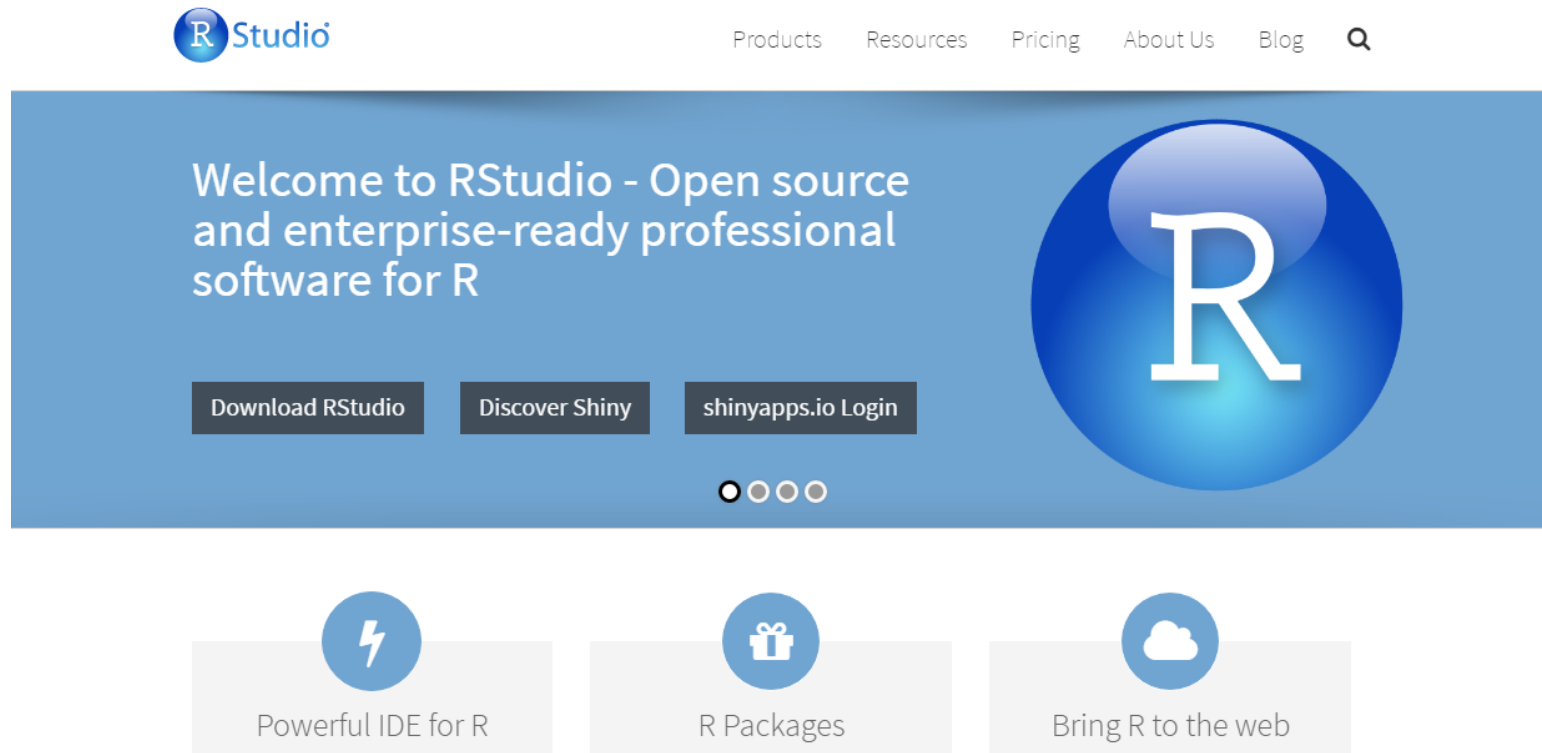 R Studio®
Products Resources Pricing About Us Blog
Welcome to RStudio - Open source
and enterprise-ready professional
software for R
R
Download RStudio Discover Shiny shinyapps.io Login
Powerful IDE for R R Packages Bring R to the web